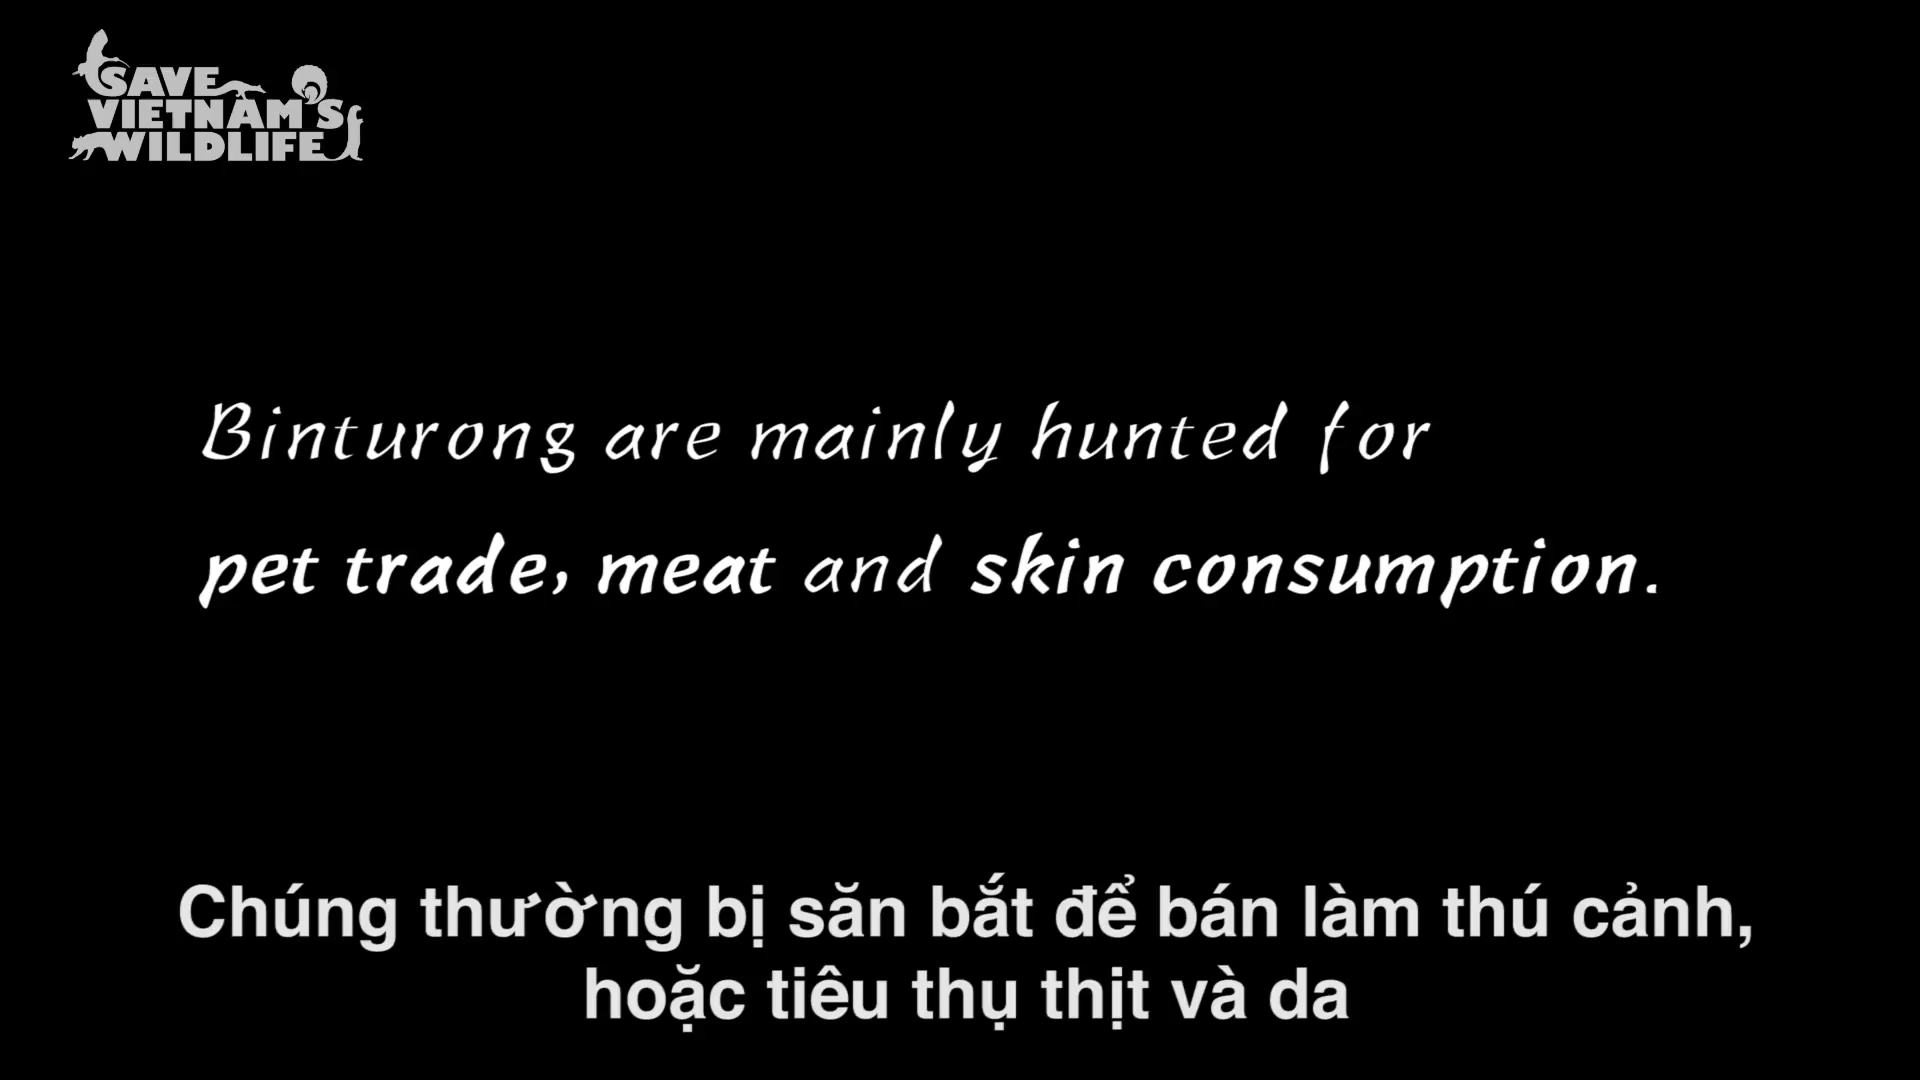 SAVE
VIETNAM'S
WILDLIFE
Binturong are mainly hunted for
pet trade, meat and skin consumption.
Chúng thường bị săn bắt để bán làm thú cảnh,
hoặc tiêu thụ thịt và da